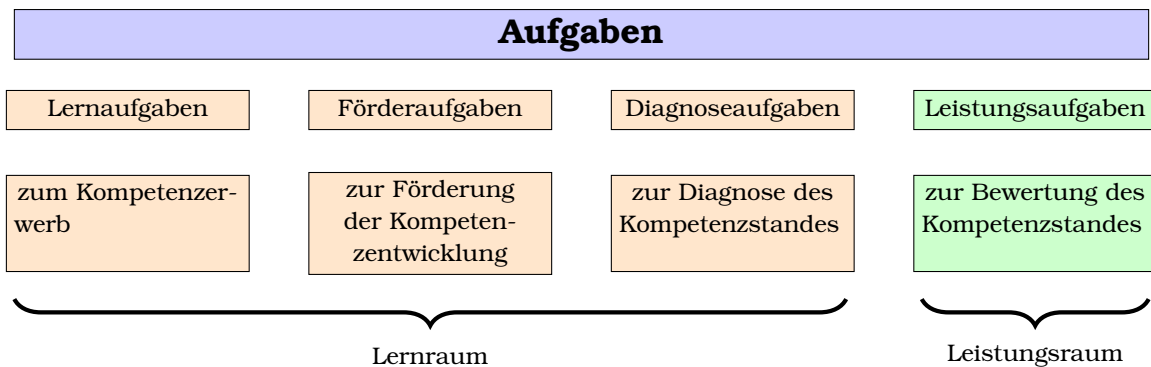 Aufgaben
Lernaufgaben
Förderaufgaben
Diagnoseaufgaben
Leistungsaufgaben
zum Kompetenzer-
werb
zur Förderung
der Kompeten-
zentwicklung
zur Diagnose des
Kompetenzstandes
zur Bewertung des
Kompetenzstandes
Lernraum
Leistungsraum